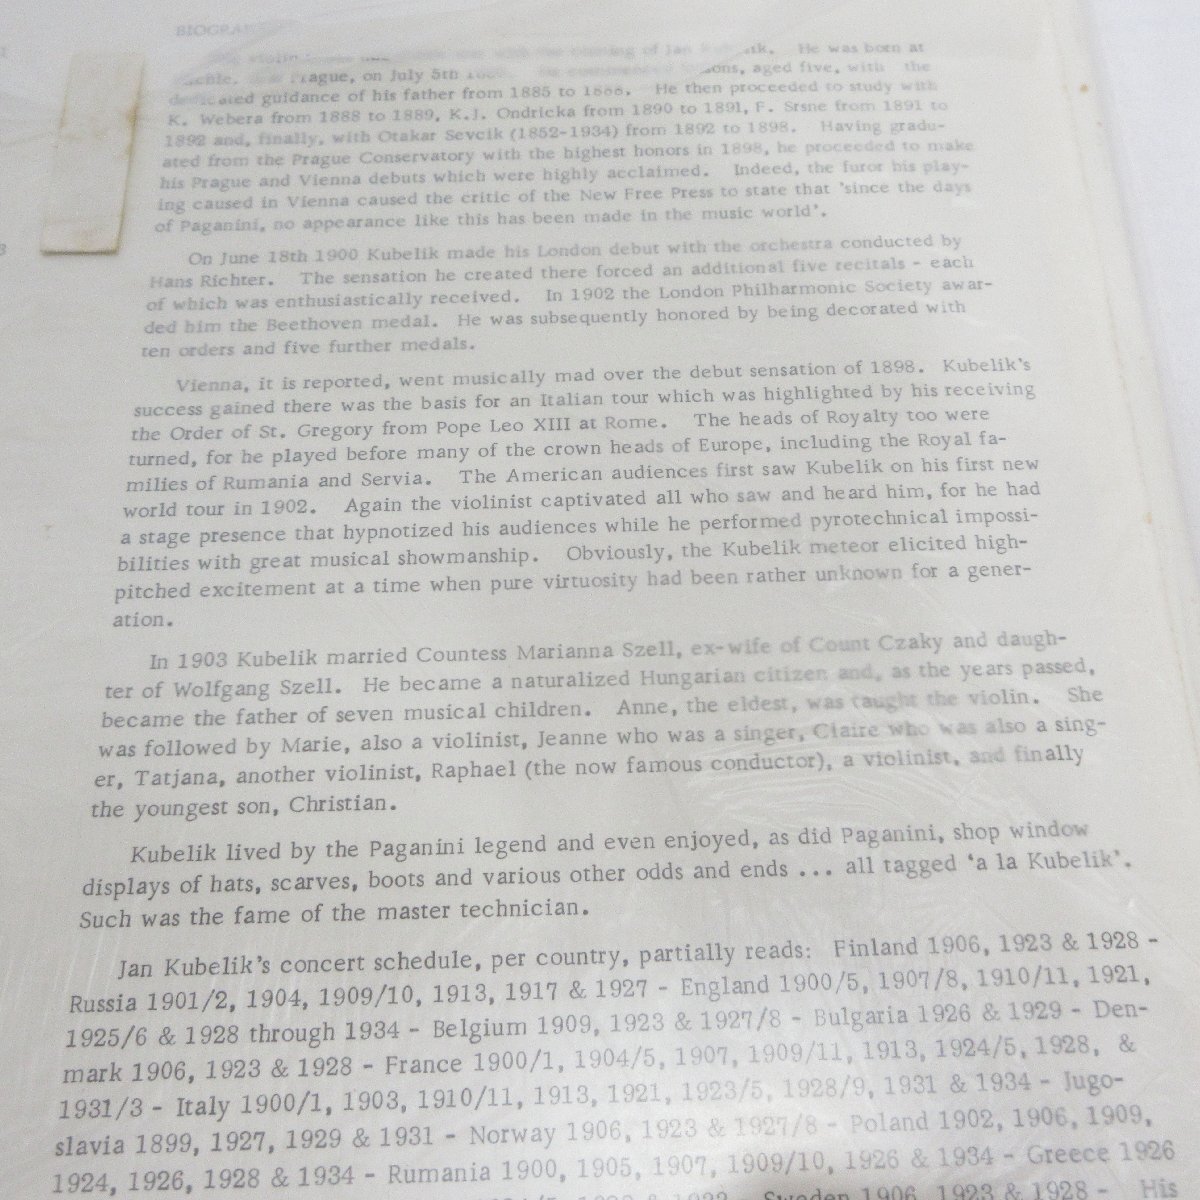 of Jan He was born at
Prague, on July 5th aged five, with the
guidance of his father from 1885 to He then proceeded to study with
K. Webera from 1888 to 1889, K.J. Ondricka from 1890 to 1891, F. Srsne from 1891 to
1892 and, finally, with Otakar Sevcik (1852-1934) from 1892 to 1898. Having gradu-
ated from the Prague Conservatory with the highest honors in 1898, he proceeded to make
his Prague and Vienna debuts which were highly acclaimed. Indeed, the furor his play-
ing caused in Vienna caused the critic of the New Free Press to state that 'since the days
of Paganini, no appearance like this has been made in the music world'.
On June 18th 1900 Kubelik made his London debut with the orchestra conducted by
Hans Richter. The sensation he created there forced an additional five recitals - each
of which was enthusiastically received. In 1902 the London Philharmonic Society awar-
ded him the Beethoven medal. He was subsequently honored by being decorated with
ten orders and five further medals.
Vienna, it is reported, went musically mad over the debut sensation of 1898. Kubelik's
success gained there was the basis for an Italian tour which was highlighted by his receiving
the Order of St. Gregory from Pope Leo XIII at Rome. The heads of Royalty too were
turned, for he played before many of the crown heads of Europe, including the Royal fa-
milies of Rumania and Servia. The American audiences first saw Kubelik on his first new
world tour in 1902. Again the violinist captivated all who saw and heard him, for he had
a stage presence that hypnotized his audiences while he performed pyrotechnical impossi-
bilities with great musical showmanship. Obviously, the Kubelik meteor elicited high-
pitched excitement at a time when pure virtuosity had been rather unknown for a gener-
ation.
In 1903 Kubelik married Countess Marianna Szell, ex-wife of Count Czaky and daugh-
ter of Wolfgang Szell. He became a naturalized Hungarian citizen and, as the years passed,
became the father of seven musical children. Anne, the eldest, was taught the violin. She
was followed by Marie, also a violinist, Jeanne who was a singer, Claire who was also a sing-
er, Tatjana, another violinist, Raphael (the now famous conductor), a violinist, and finally
the youngest son, Christian.
Kubelik lived by the Paganini legend and even enjoyed, as did Paganini, shop window
displays of hats, scarves, boots and various other odds and ends ... all tagged 'a la Kubelik'.
Such was the fame of the master technician.
Jan Kubelik's concert schedule, per country, partially reads: Finland 1906, 1923 & 1928 -
Russia 1901/2, 1904, 1909/10, 1913, 1917 & 1927 - England 1900/5, 1907/8, 1910/11, 1921,
1925/6 & 1928 through 1934 - Belgium 1909, 1923 & 1927/8 - Bulgaria 1926 & 1929 - Den-
mark 1906, 1923 & 1928 - France 1900/1, 1904/5, 1907, 1909/11, 1913, 1924/5, 1928, &
1931/3 - Italy 1900/1, 1903, 1910/11, 1913, 1921, 1923/5, 1928/9, 1931 & 1934 - Jugo-
slavia 1899, 1927, 1929 & 1931 - Norway 1906, 1923 & 1927/8 - Poland 1902, 1906, 1909,
1924, 1926, 1928 & 1934 - Rumania 1900, 1905, 1907, 1909/10, 1926 & 1934 - Greece 1926
Sweden 1906, 1923 & 1928 - His